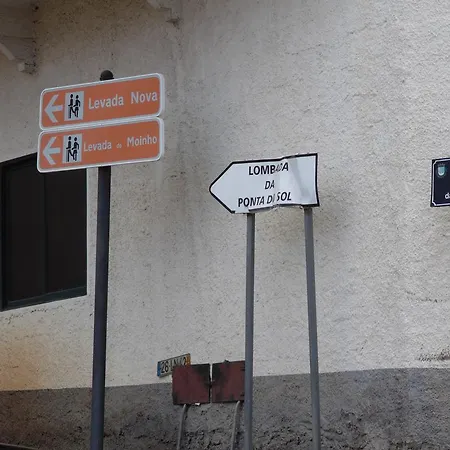 Levada Nova
Levada do Moinho
LOMBADA
DA
PONTA DO SOL